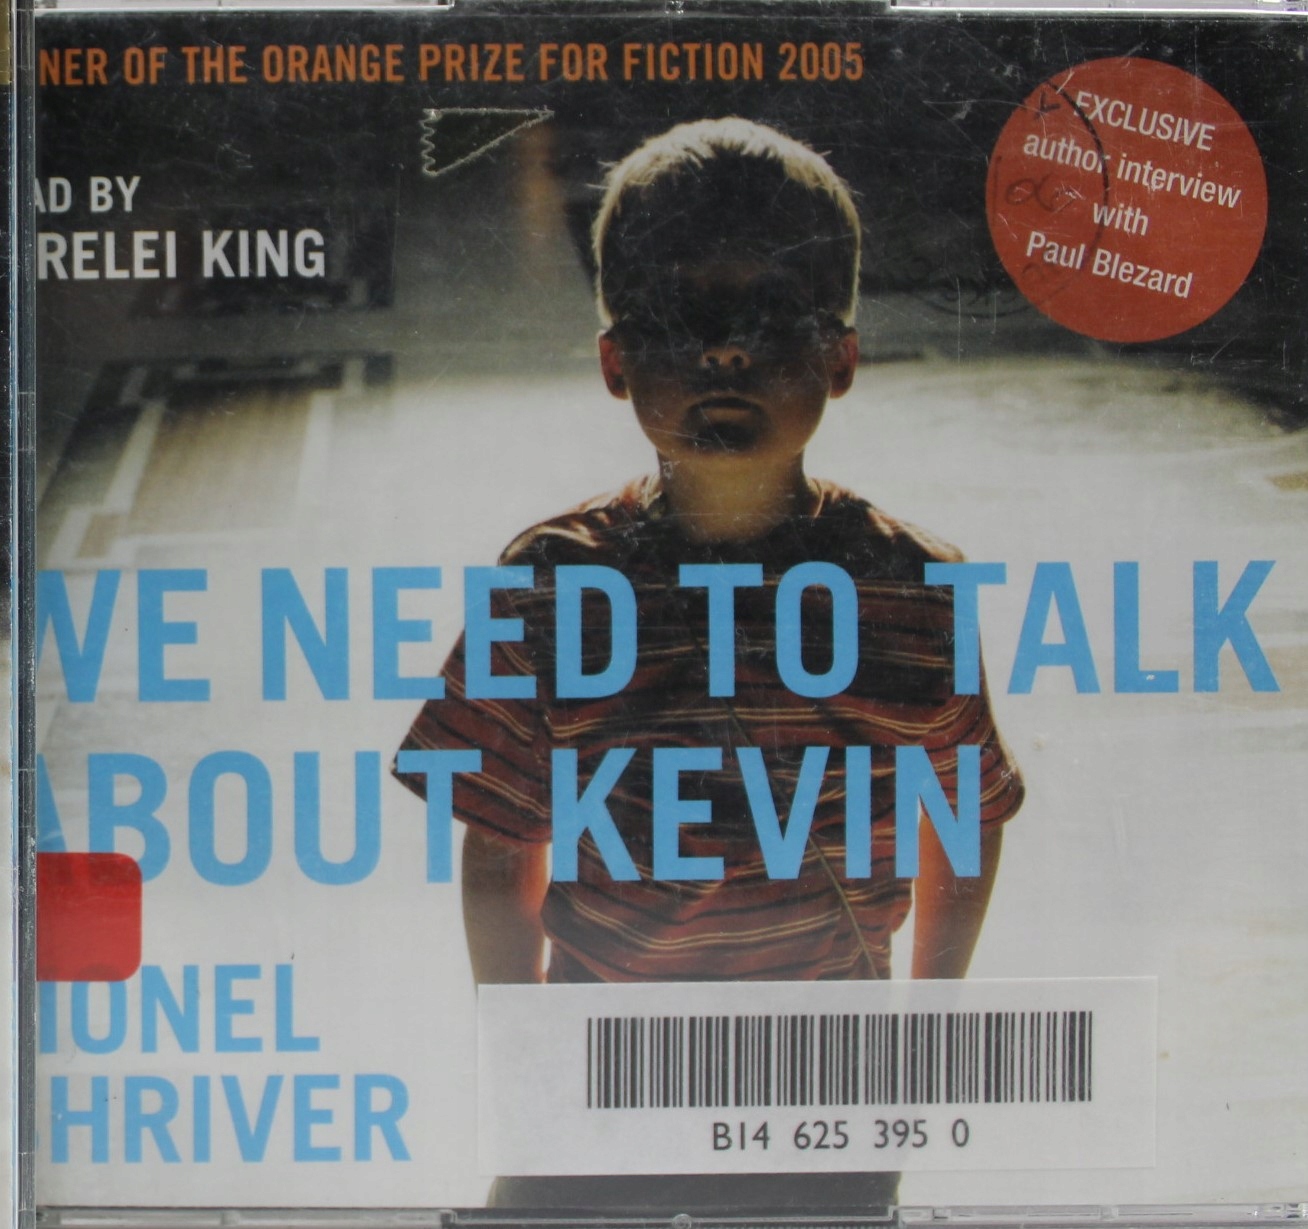 NER OF THE ORANGE PRIZE FOR FICTION 2005
EXCLUSIVE
author interview
with
Paul Blezard
AD BY
RELEI KING
WE NEED TO TALK
ABOUT KEVIN
IONEL
HRIVER
B14 625 395 0